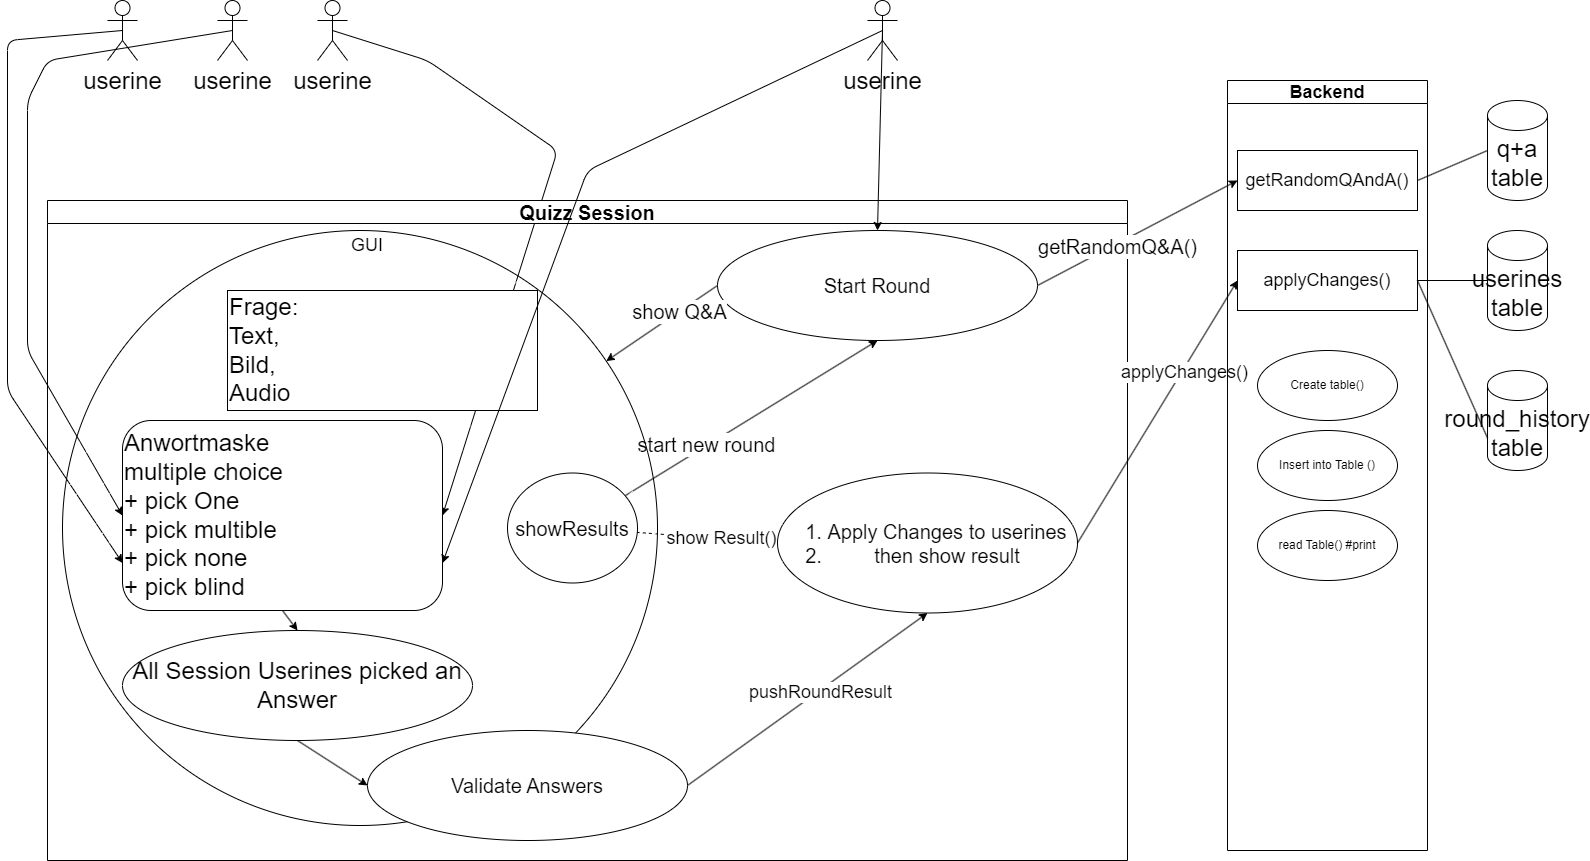 userine
userine
userine
userine
Backend
q+a
table
getRandomQAndA()
Quizz Session
GUI
getRandomQ&A()
Start Round
applyChanges()
userines
table
show Q&A
Frage:
Text,
Bild,
Audio
applyChanges()
Create table()
round_history
table
start new round
Anwortmaske
multiple choice
+ pick One
+ pick multible
+ pick none
+ pick blind
Insert into Table ()
showResults
show Result()
1. Apply Changes to userines
2. then show result
read Table() #print
All Session Userines picked an
Answer
pushRoundResult
Validate Answers